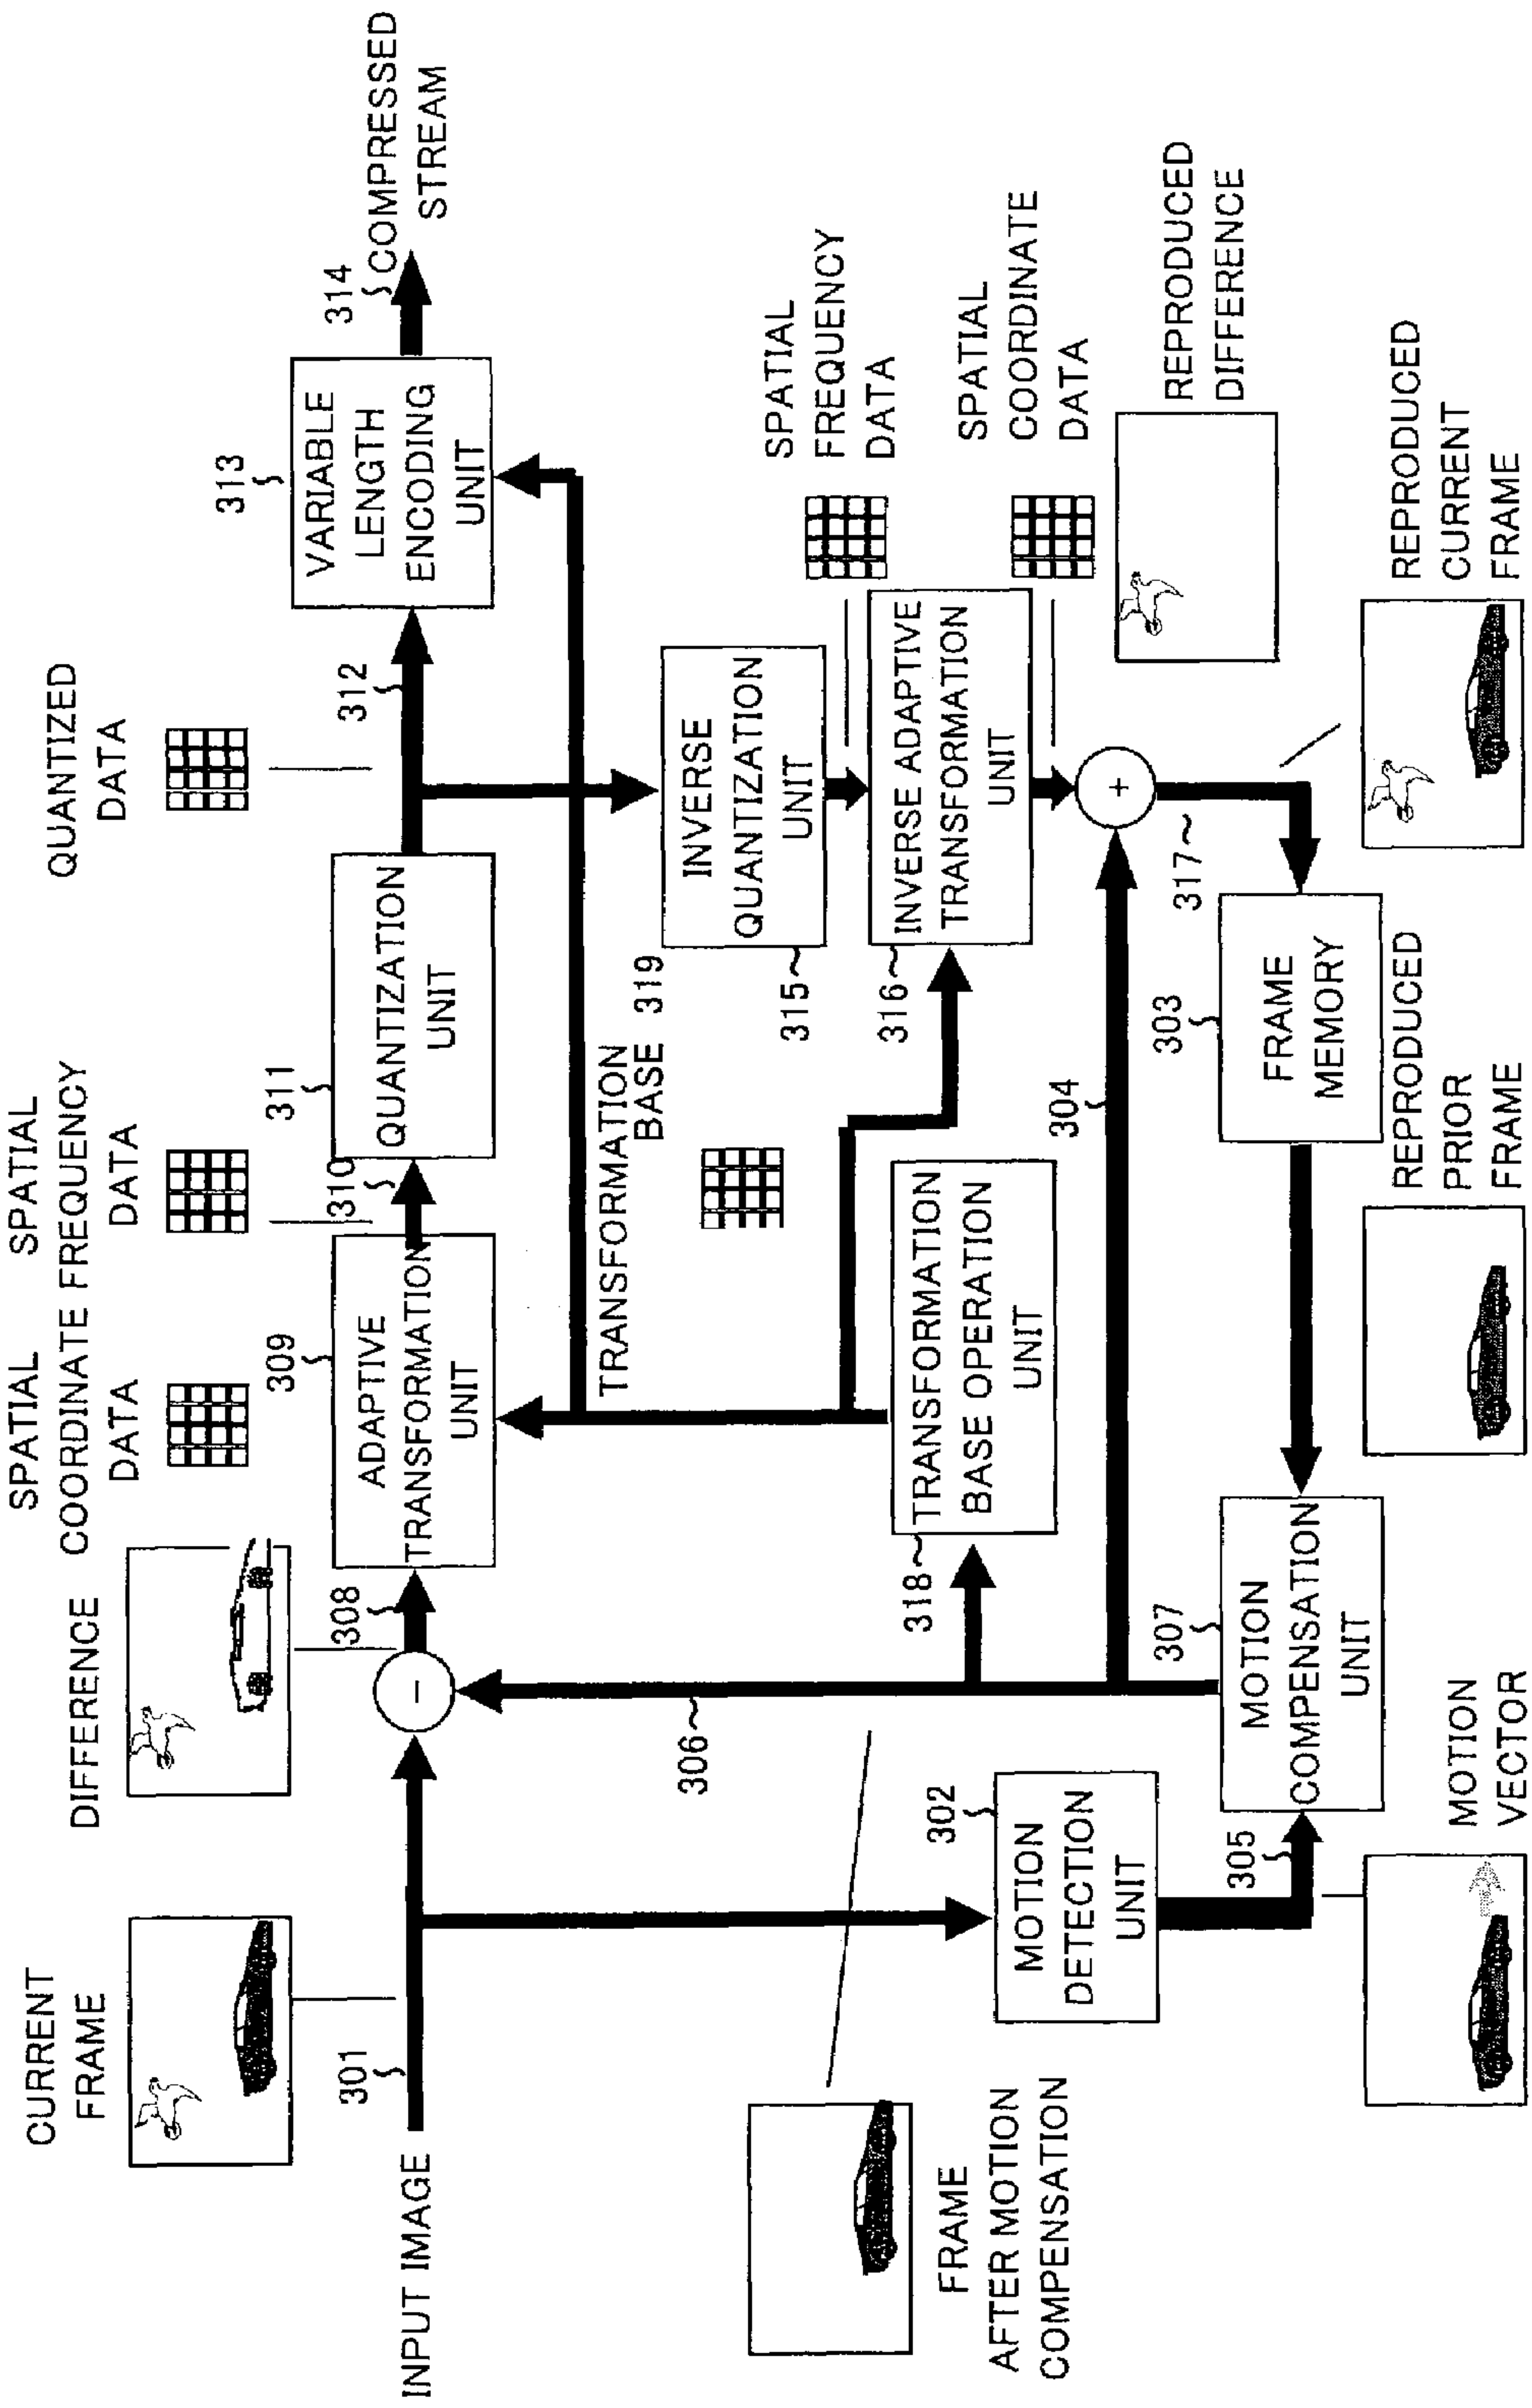 CURRENT
FRAME
DIFFERENCE
SPATIAL
COORDINATE
DATA
SPATIAL
FREQUENCY
DATA
QUANTIZED
DATA
INPUT IMAGE
301
308
309
ADAPTIVE
TRANSFORMATION
UNIT
310
311
QUANTIZATION
UNIT
312
313
VARIABLE
LENGTH
ENCODING
UNIT
314
COMPRESSED
STREAM
−
306
TRANSFORMATION
BASE 319
FRAME
AFTER MOTION
COMPENSATION
302
MOTION
DETECTION
UNIT
318
TRANSFORMATION
BASE OPERATION
UNIT
315
INVERSE
QUANTIZATION
UNIT
SPATIAL
FREQUENCY
DATA
316
INVERSE ADAPTIVE
TRANSFORMATION
UNIT
SPATIAL
COORDINATE
DATA
304
+
REPRODUCED
DIFFERENCE
305
307
MOTION
COMPENSATION
UNIT
303
FRAME
MEMORY
317
MOTION
VECTOR
REPRODUCED
PRIOR
FRAME
REPRODUCED
CURRENT
FRAME